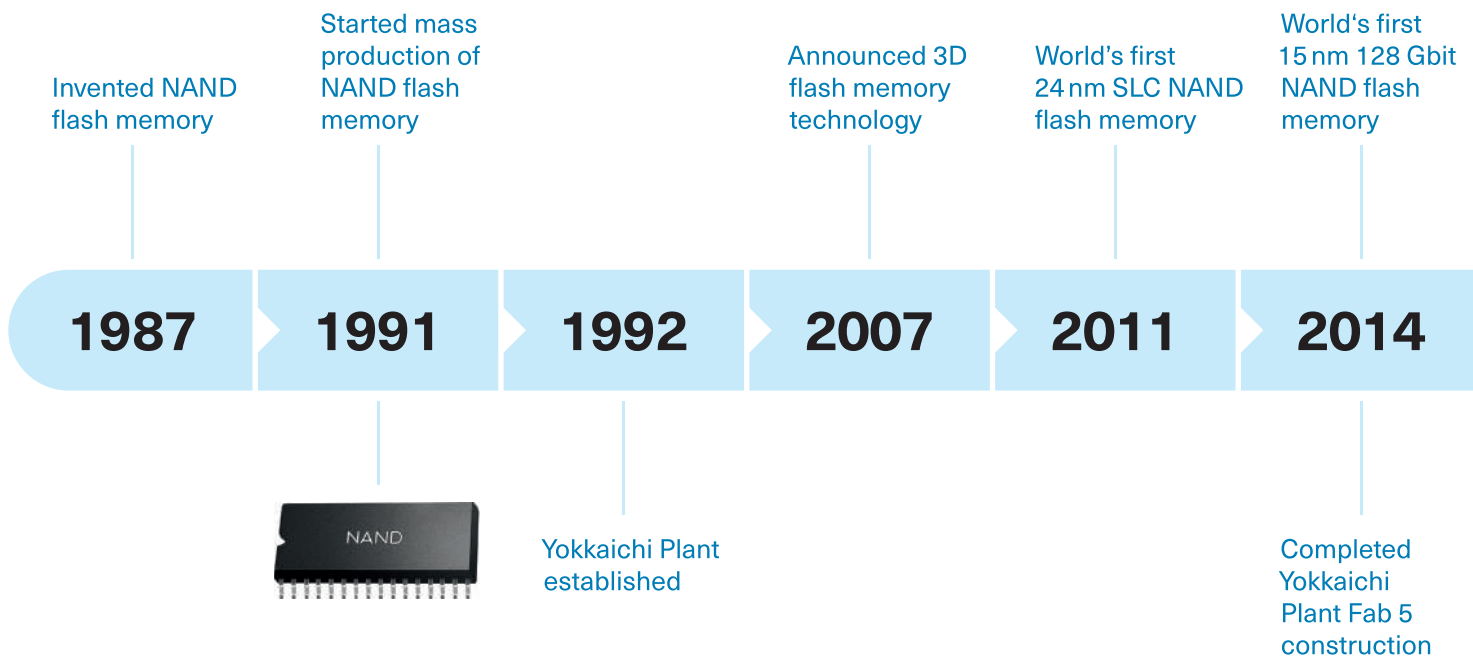 Invented NAND
flash memory
Started mass
production of
NAND flash
memory
Announced 3D
flash memory
technology
World’s first
24 nm SLC NAND
flash memory
World‘s first
15 nm 128 Gbit
NAND flash
memory
1987
1991
1992
2007
2011
2014
NAND
Yokkaichi Plant
established
Completed
Yokkaichi
Plant Fab 5
construction